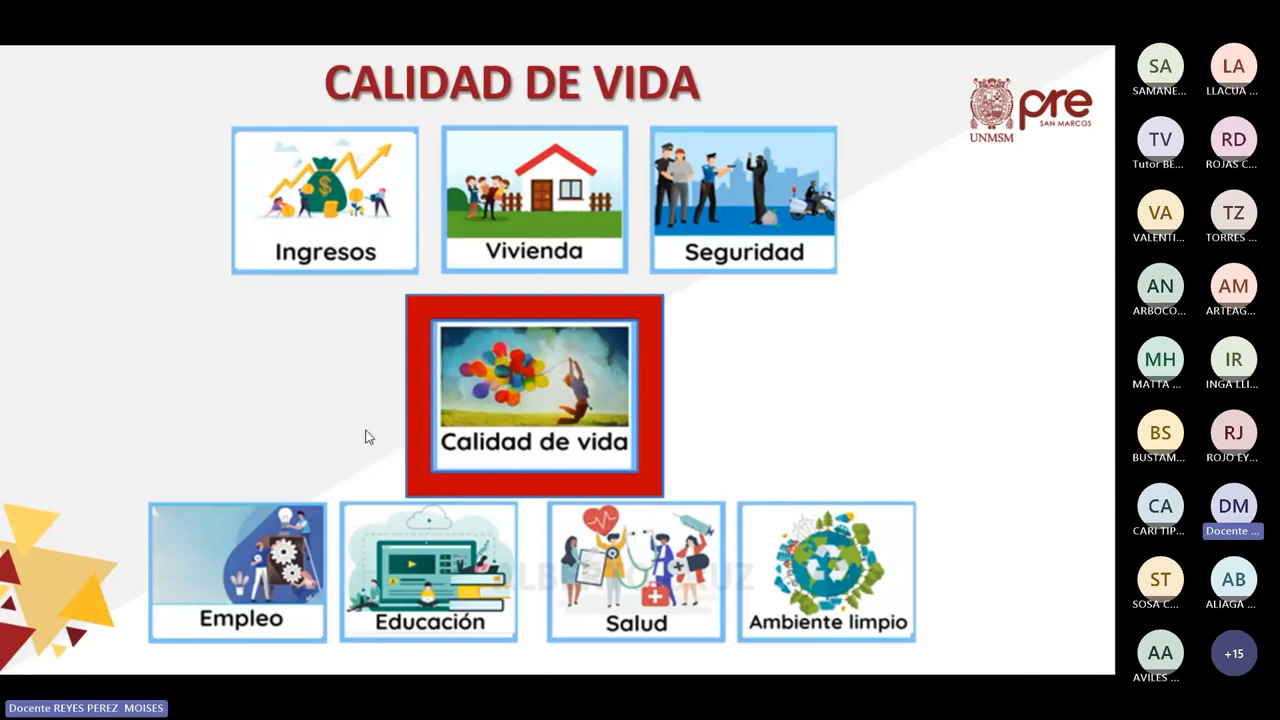 CALIDAD DE VIDA
UNMSM
pre
SAN MARCOS
Ingresos
Vivienda
Seguridad
Calidad de vida
Empleo
Educación
Salud
Ambiente limpio
SA
SAMANE...
LA
LLACUA ...
TV
Tutor BE...
RD
ROJAS C...
VA
VALENTI...
TZ
TORRES ...
AN
ARBOCO...
AM
ARTEAG...
MH
MATTA ...
IR
INGA LLI...
BS
BUSTAM...
RJ
ROJO EY...
CA
CARI TIP...
DM
Docente ...
ST
SOSA C...
AB
ALIAGA ...
AA
AVILES ...
+15
Docente REYES PEREZ MOISES